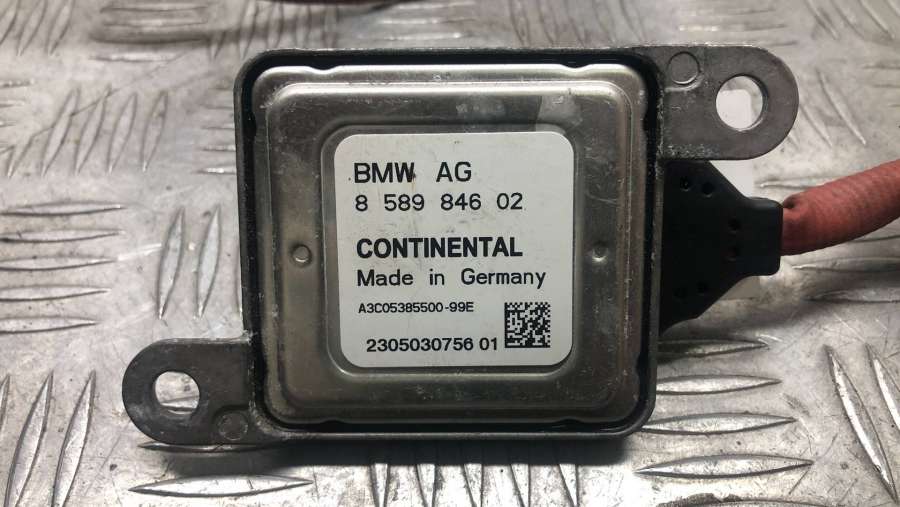 BMW AG
8 589 846 02
CONTINENTAL
Made in Germany
A3C05385500-99E
2305030756 01